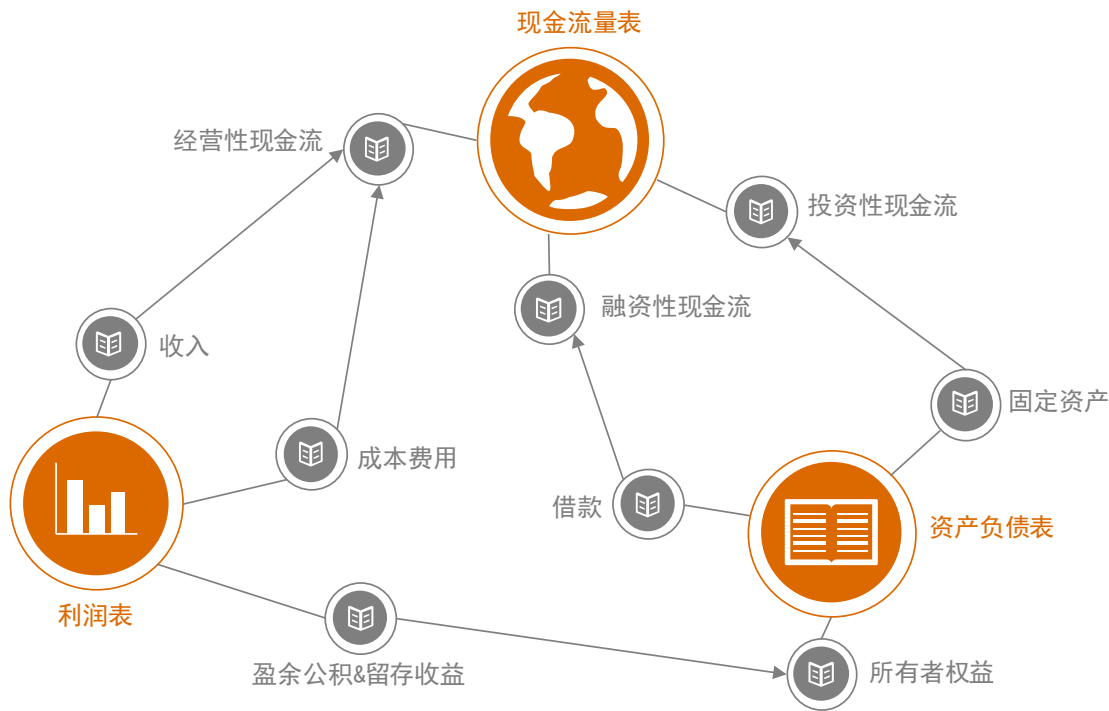 现金流量表
经营性现金流
投资性现金流
融资性现金流
收入
固定资产
成本费用
借款
资产负债表
利润表
盈余公积&留存收益
所有者权益